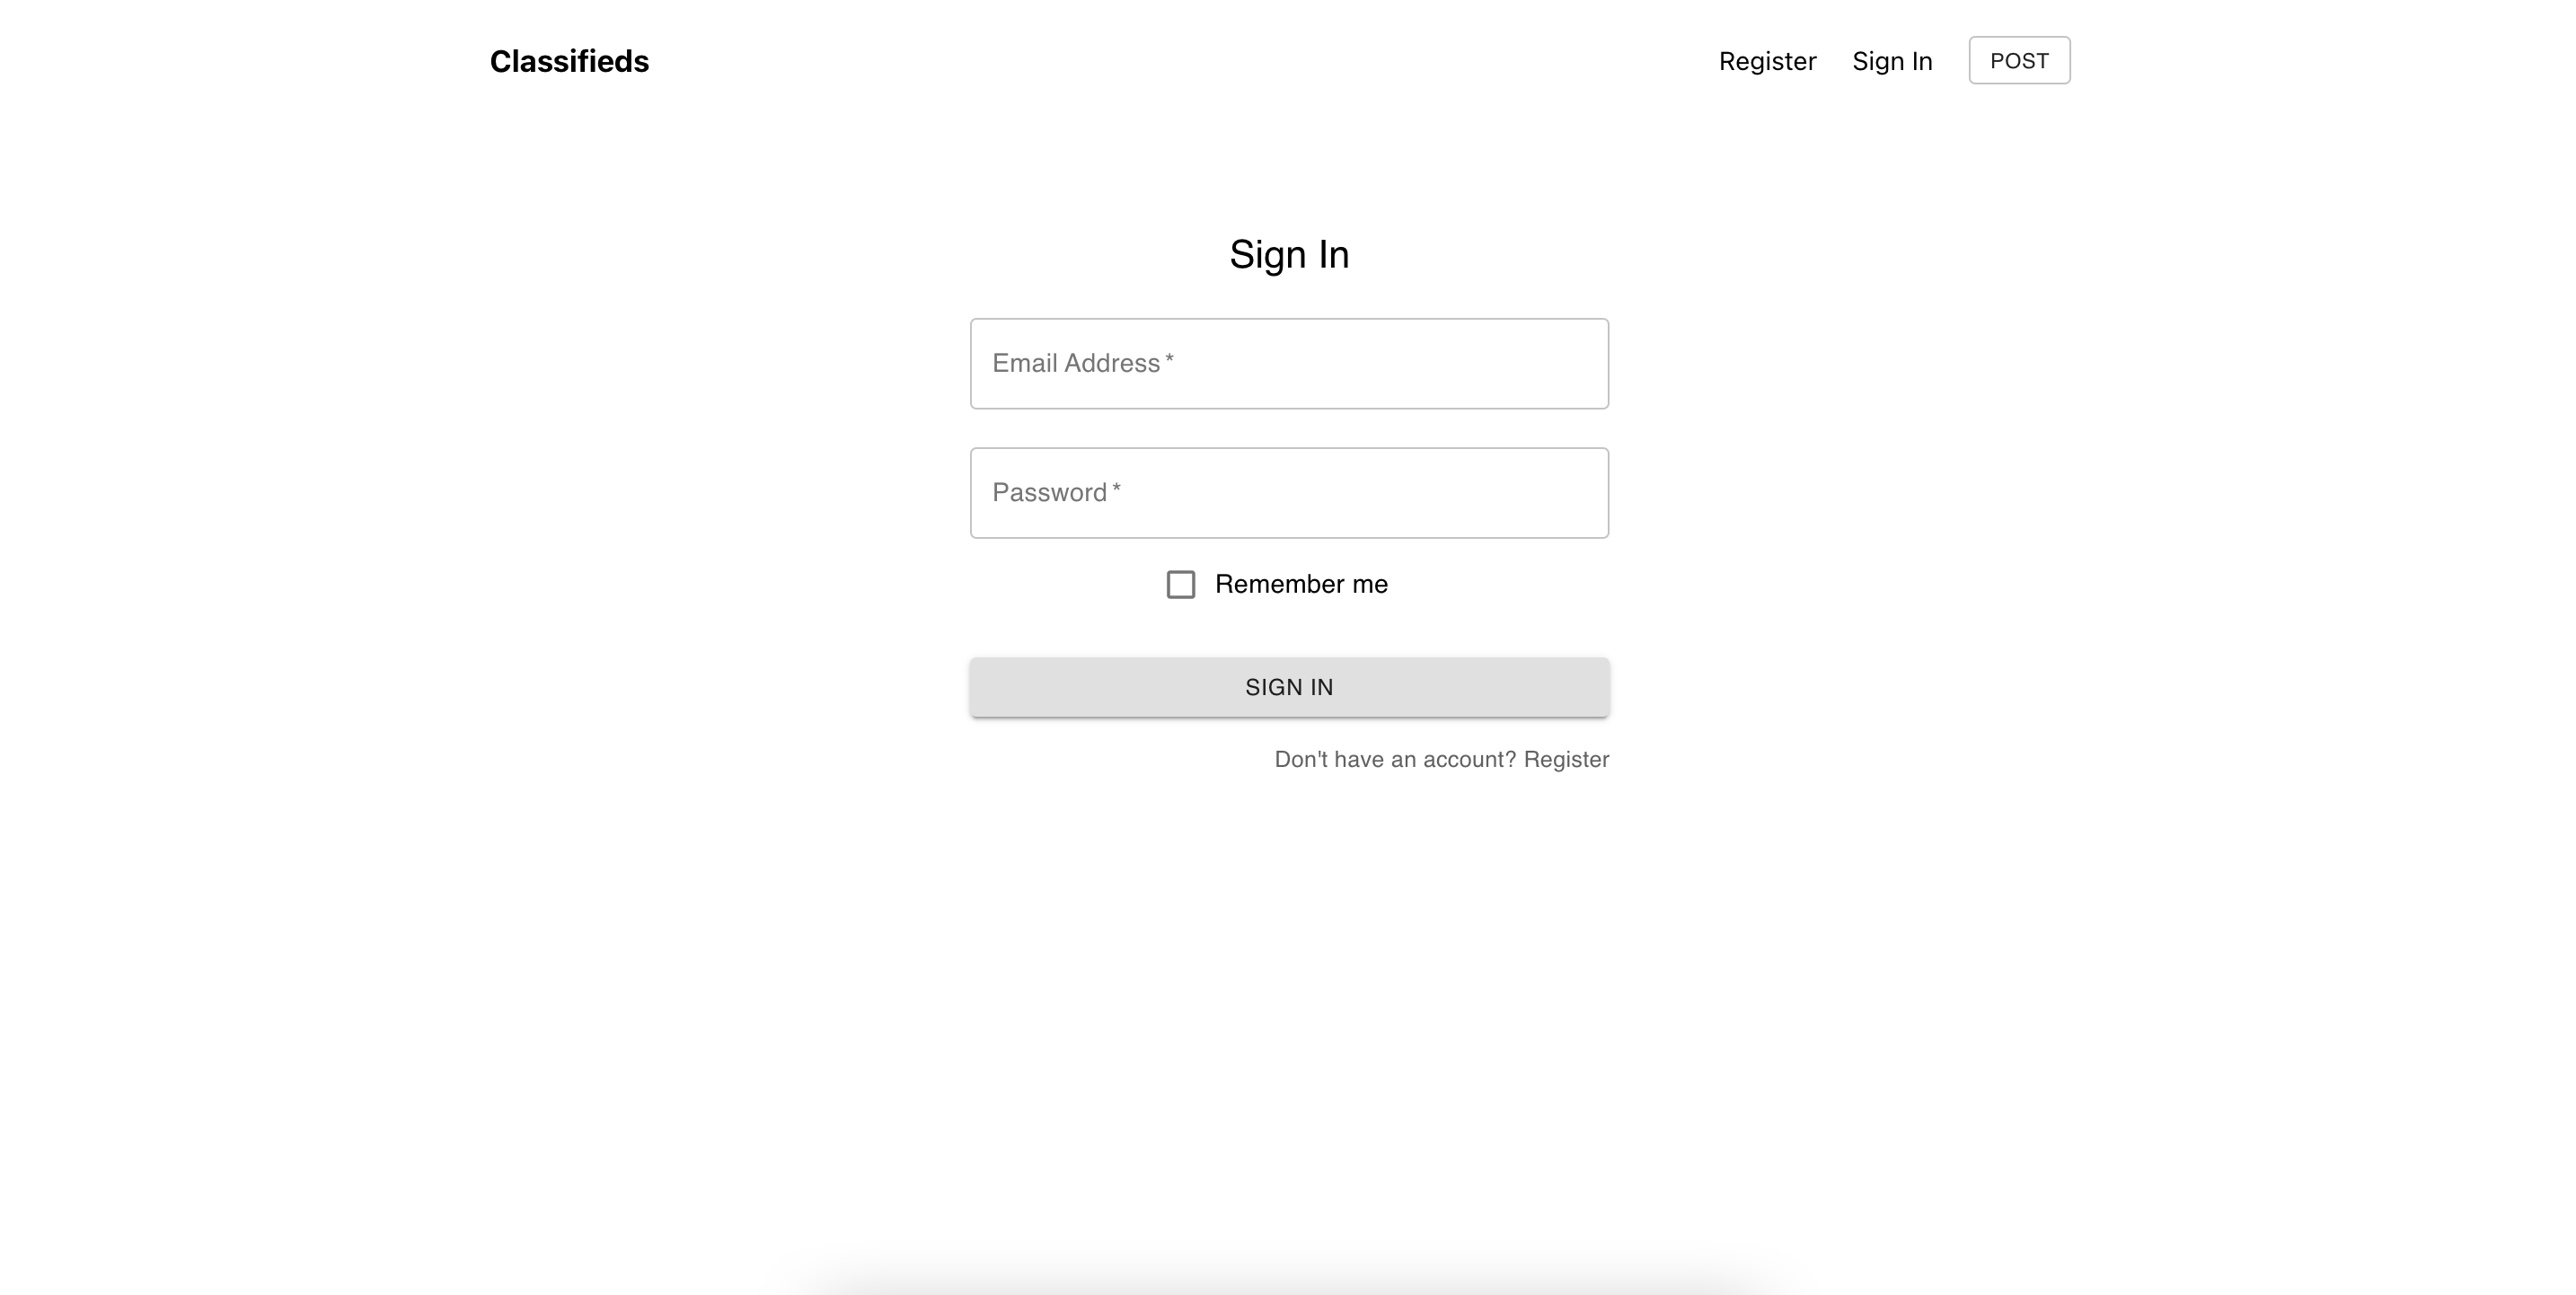 Classifieds
Register Sign In POST
Sign In
Email Address *
Password *
Remember me
SIGN IN
Don't have an account? Register